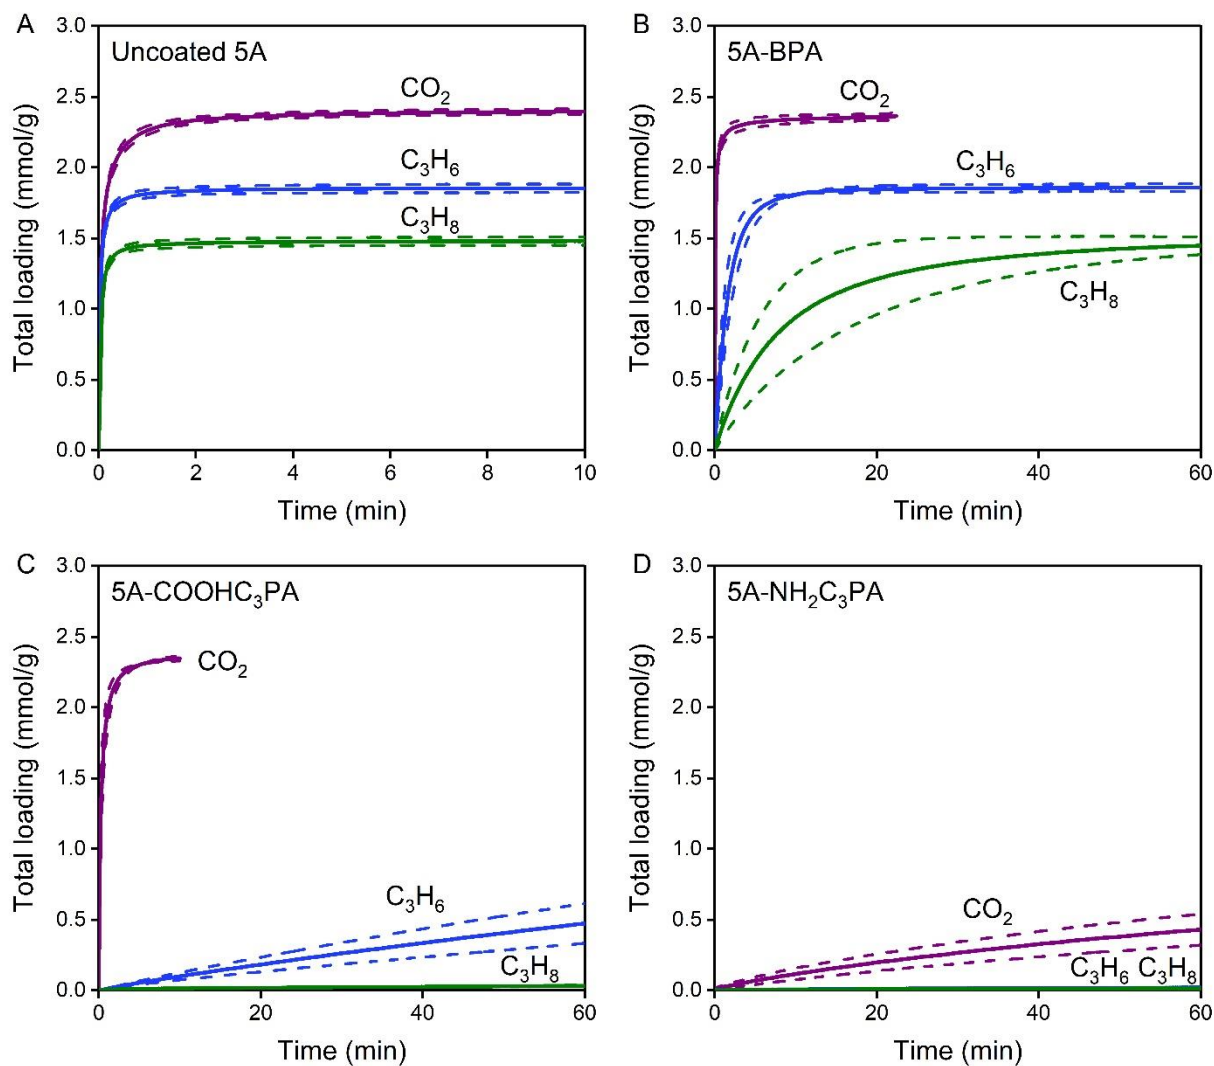 A
Uncoated 5A
CO₂
C₃H₆
C₃H₈
3.0
2.5
2.0
1.5
1.0
0.5
0.0
Total loading (mmol/g)
0 2 4 6 8 10
Time (min)
B
5A-BPA
CO₂
C₃H₆
C₃H₈
3.0
2.5
2.0
1.5
1.0
0.5
0.0
Total loading (mmol/g)
0 20 40 60
Time (min)
C
5A-COOHC₃PA
CO₂
C₃H₆
C₃H₈
3.0
2.5
2.0
1.5
1.0
0.5
0.0
Total loading (mmol/g)
0 20 40 60
Time (min)
D
5A-NH₂C₃PA
CO₂
C₃H₆ C₃H₈
3.0
2.5
2.0
1.5
1.0
0.5
0.0
Total loading (mmol/g)
0 20 40 60
Time (min)